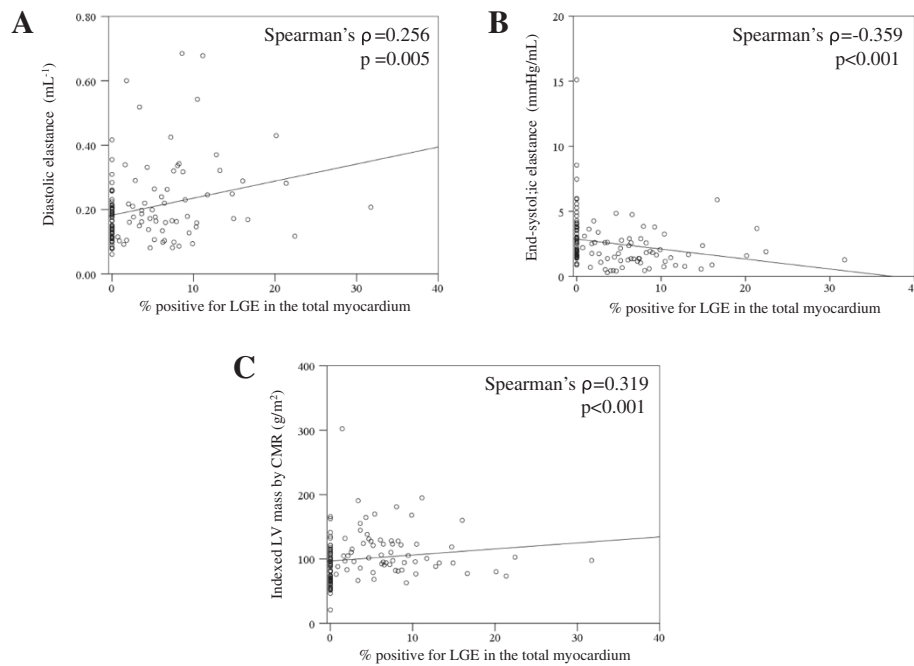 A
Spearman's ρ=0.256
p =0.005
Diastolic elastance (mL-1)
0.80
0.60
0.40
0.20
0.00
0
10
20
30
40
% positive for LGE in the total myocardium
B
Spearman's ρ=-0.359
p<0.001
End-systol:ic elastance (mmHg/mL)
20
15
10
5
0
0
10
20
30
40
% positive for LGE in the total myocardium
C
Spearman's ρ=0.319
p<0.001
Indexed LV mass by CMR (g/m²)
400
300
200
100
0
0
10
20
30
40
% positive for LGE in the total myocardium